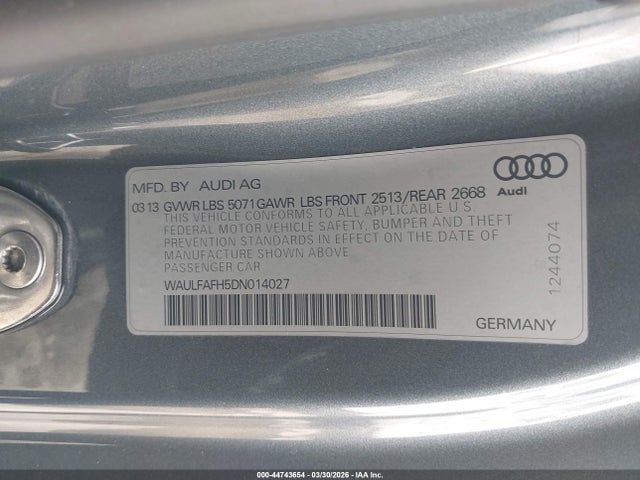 MFD. BY AUDI AG
03 13 GVWR LBS 5071 GAWR LBS FRONT 2513/REAR 2668
THIS VEHICLE CONFORMS TO ALL APPLICABLE U S
FEDERAL MOTOR VEHICLE SAFETY, BUMPER AND THEFT
PREVENTION STANDARDS IN EFFECT ON THE DATE OF
MANUFACTURE SHOWN ABOVE
PASSENGER CAR
WAULFAFH5DN014027
Audi
1244074
GERMANY
000-44743654 | 03/30/2026 | IAA Inc.